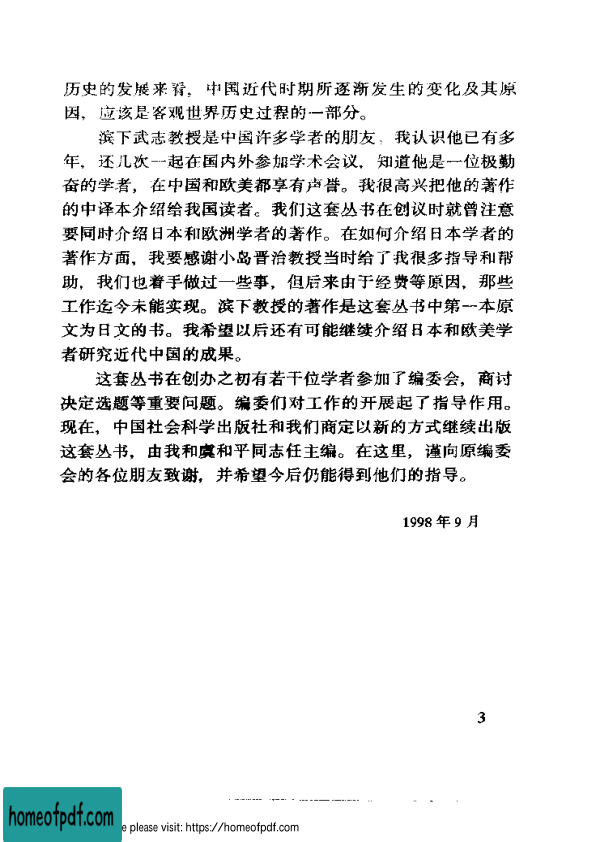 历史的发展来看，中国近代时期所逐渐发生的变化及其原
因，应该是客观世界历史过程的一部分。
滨下武志教授是中国许多学者的朋友，我认识他已有多
年，还几次一起在国内外参加学术会议，知道他是一位极勤
奋的学者，在中国和欧美都享有声誉。我很高兴把他的著作
的中译本介绍给我国读者。我们这套丛书在创议时就曾注意
要同时介绍日本和欧洲学者的著作。在如何介绍日本学者的
著作方面，我要感谢小岛晋治教授当时给了我很多指导和帮
助，我们也着手做过一些事，但后来由于经费等原因，那些
工作迄今未能实现。滨下教授的著作是这套丛书中第一本原
文为日文的书。我希望以后还有可能继续介绍日本和欧美学
者研究近代中国的成果。
这套丛书在创办之初有若干位学者参加了编委会，商讨
决定选题等重要问题。编委们对工作的开展起了指导作用。
现在，中国社会科学出版社和我们商定以新的方式继续出版
这套丛书，由我和虞和平同志任主编。在这里，谨向原编委
会的各位朋友致谢，并希望今后仍能得到他们的指导。
1998年9月
3
homeofpdf.com
e please visit: https://homeofpdf.com